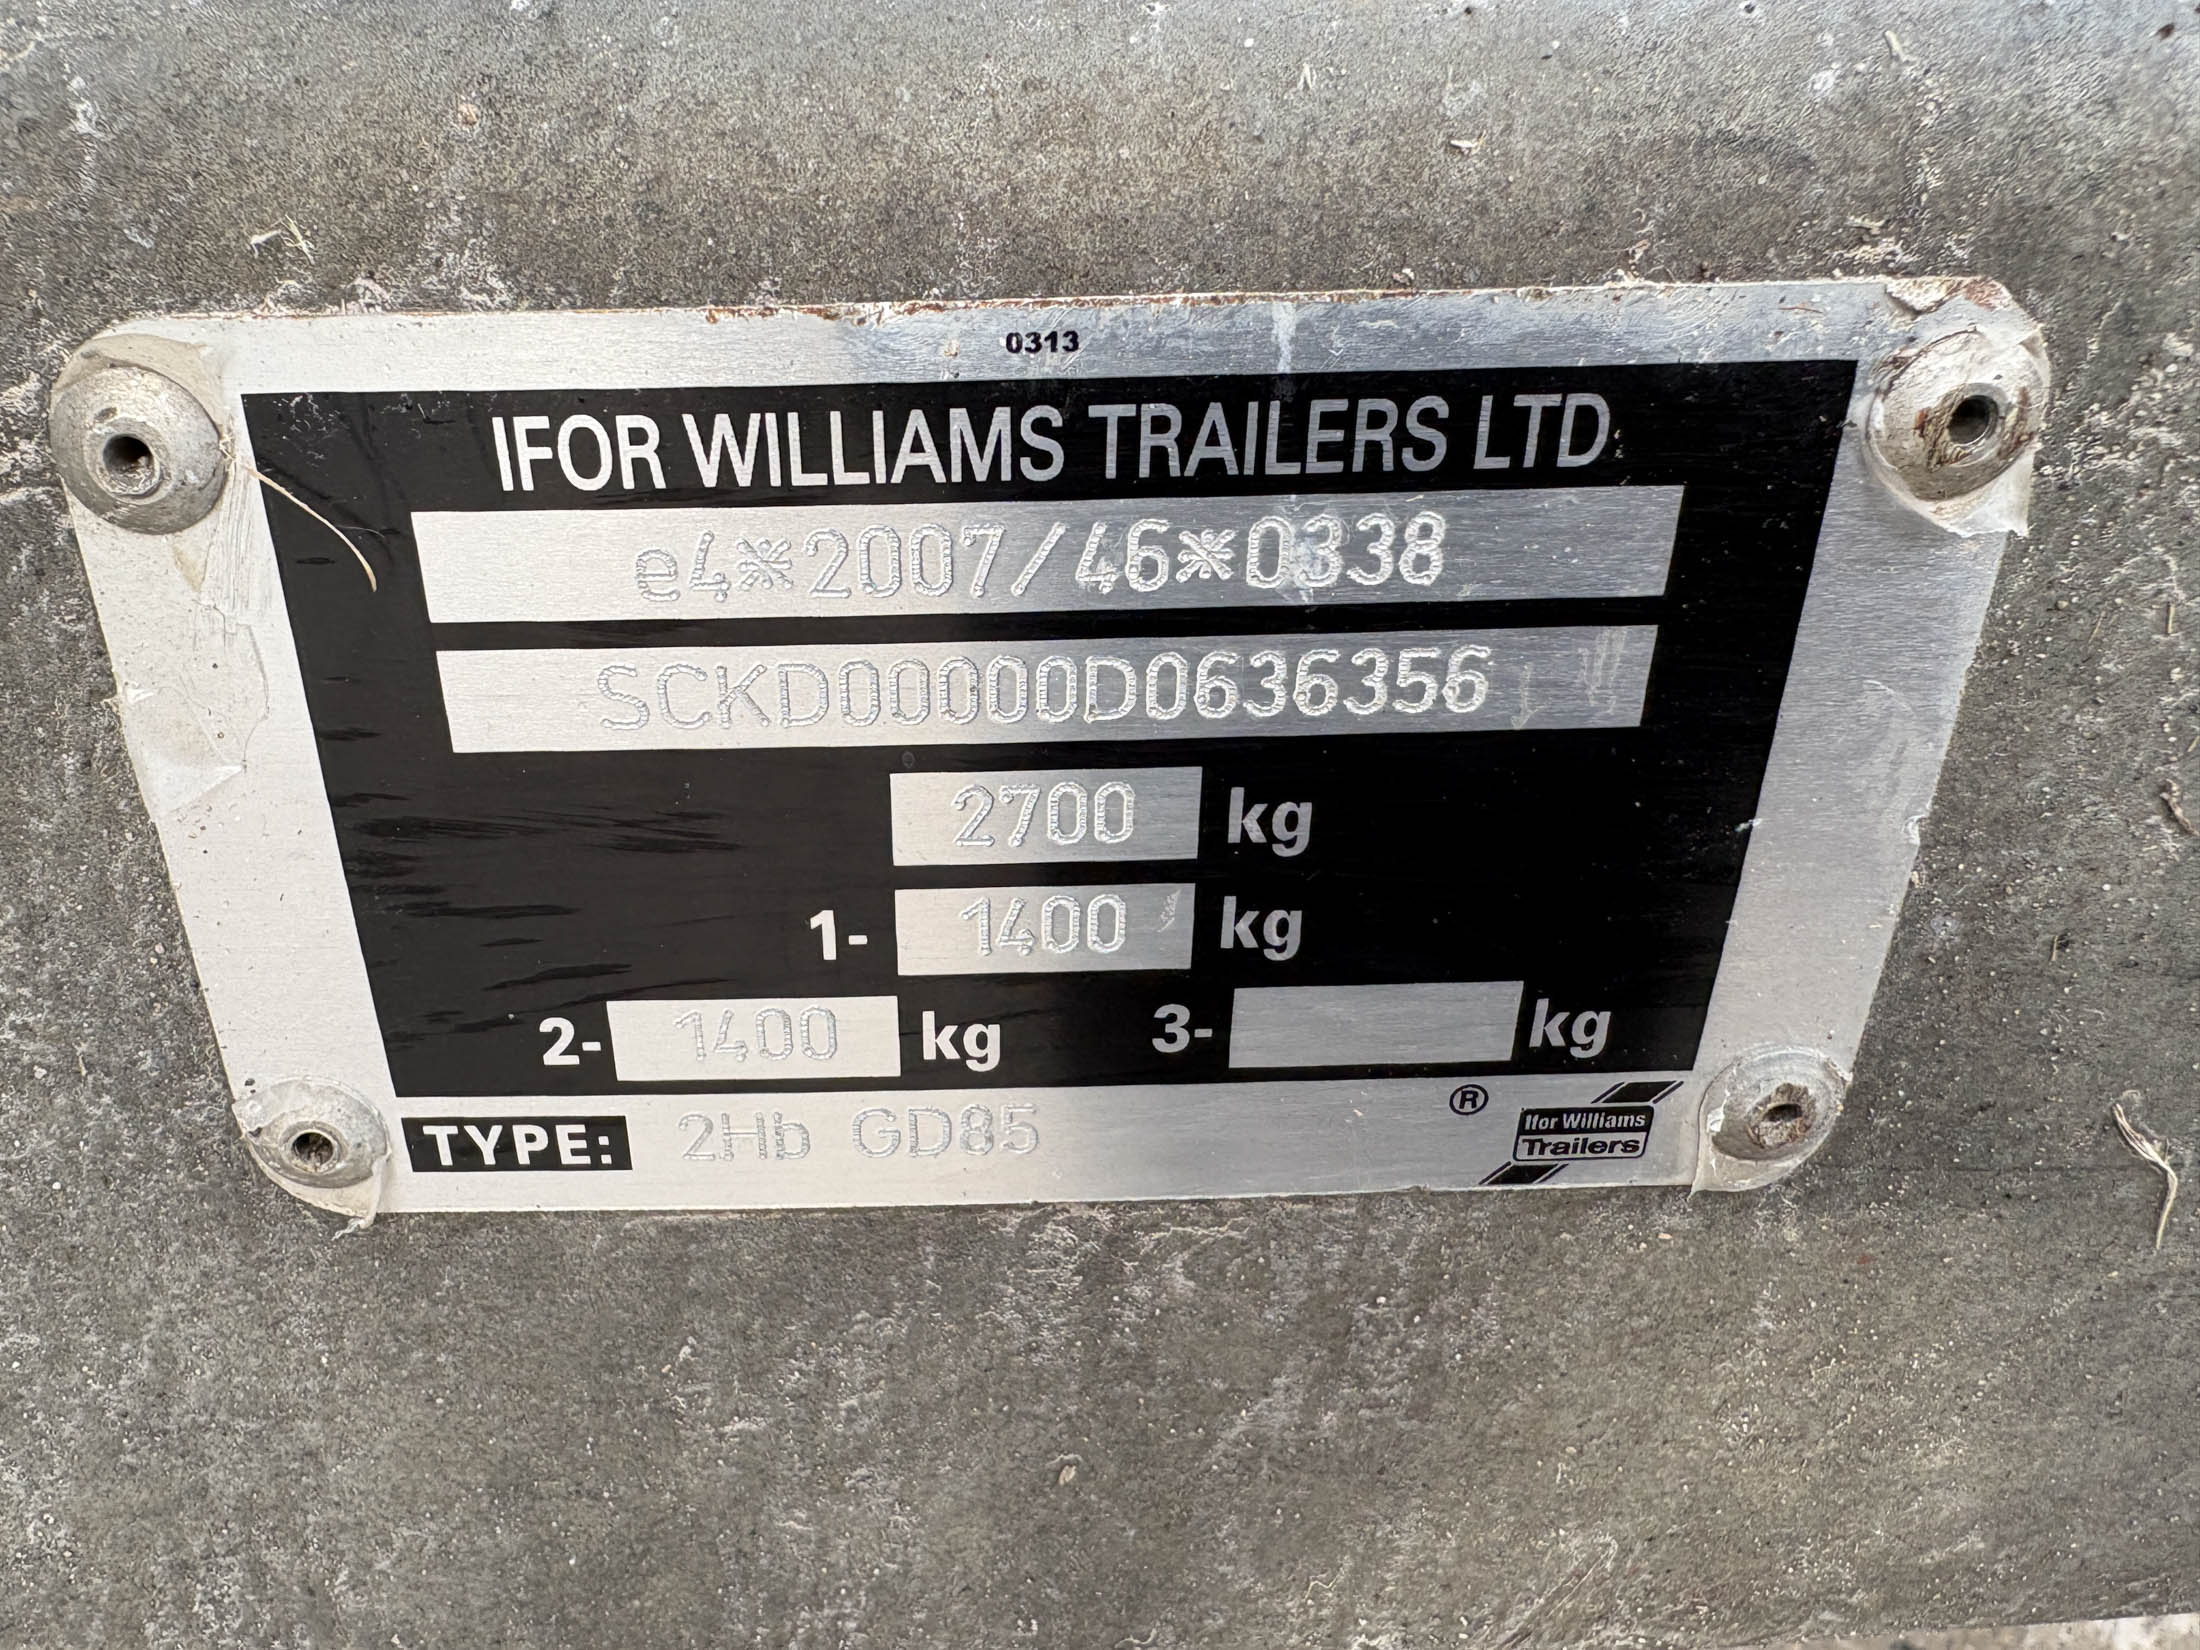 0313
IFOR WILLIAMS TRAILERS LTD.
e4*2007/46*0338
SCKD00000D0636356
2700 kg
1- 1400 kg
2- 1400 kg 3- kg
TYPE: 2Hb GD85 ®
Ifor Williams
Trailers